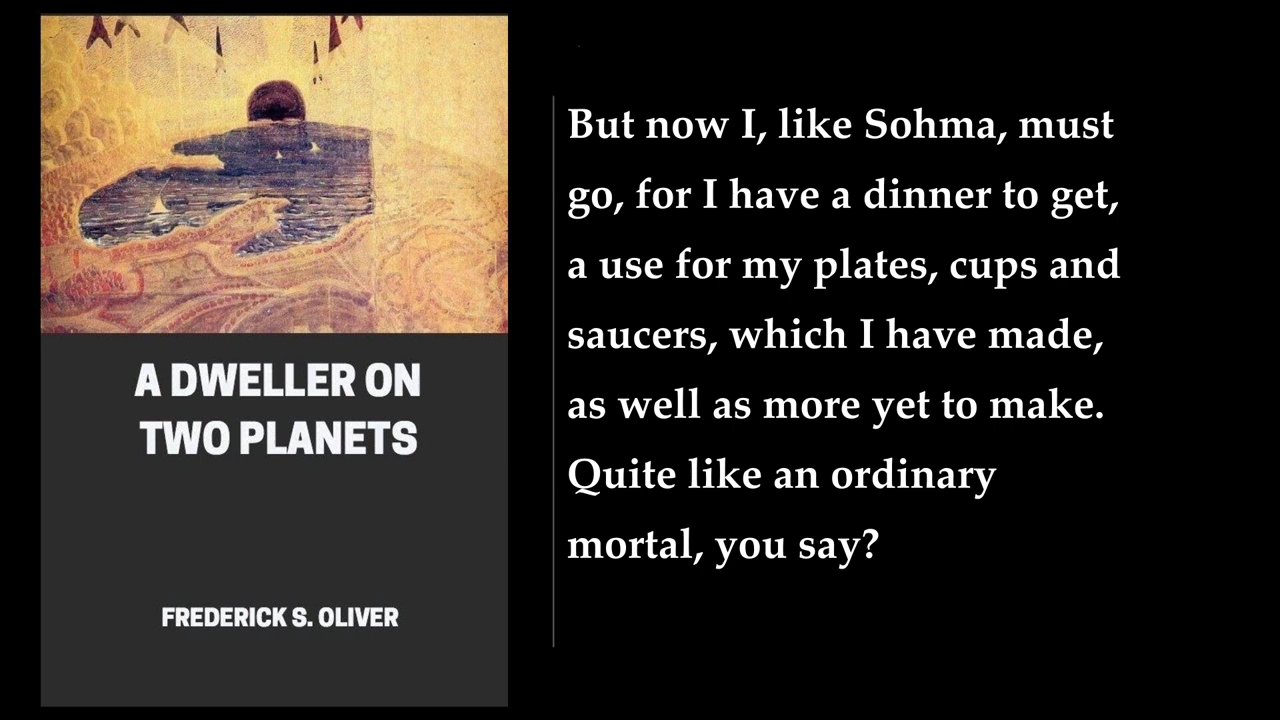 A DWELLER ON
TWO PLANETS
FREDERICK S. OLIVER
But now I, like Sohma, must
go, for I have a dinner to get,
a use for my plates, cups and
saucers, which I have made,
as well as more yet to make.
Quite like an ordinary
mortal, you say?